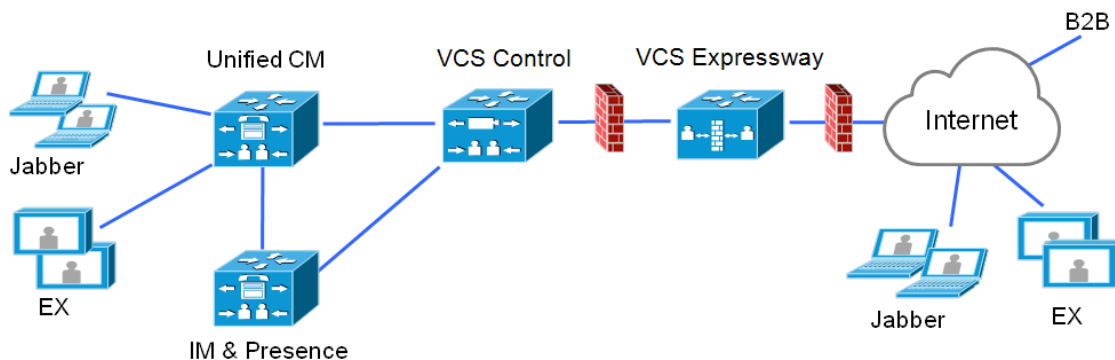 B2B
Unified CM
VCS Control
VCS Expressway
Internet
Jabber
EX
IM & Presence
Jabber
EX